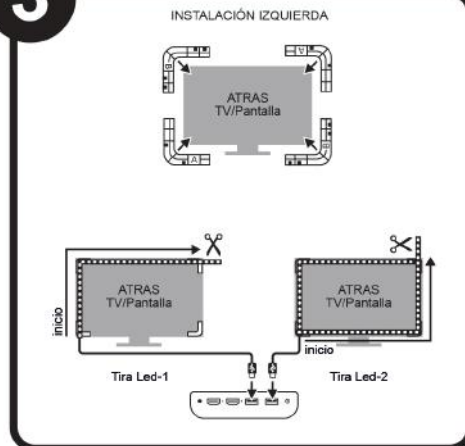 3
INSTALACIÓN IZQUIERDA
B
A
ATRAS
TV/Pantalla
A
B
ATRAS
TV/Pantalla
inicio
ATRAS
TV/Pantalla
inicio
Tira Led-1
Tira Led-2